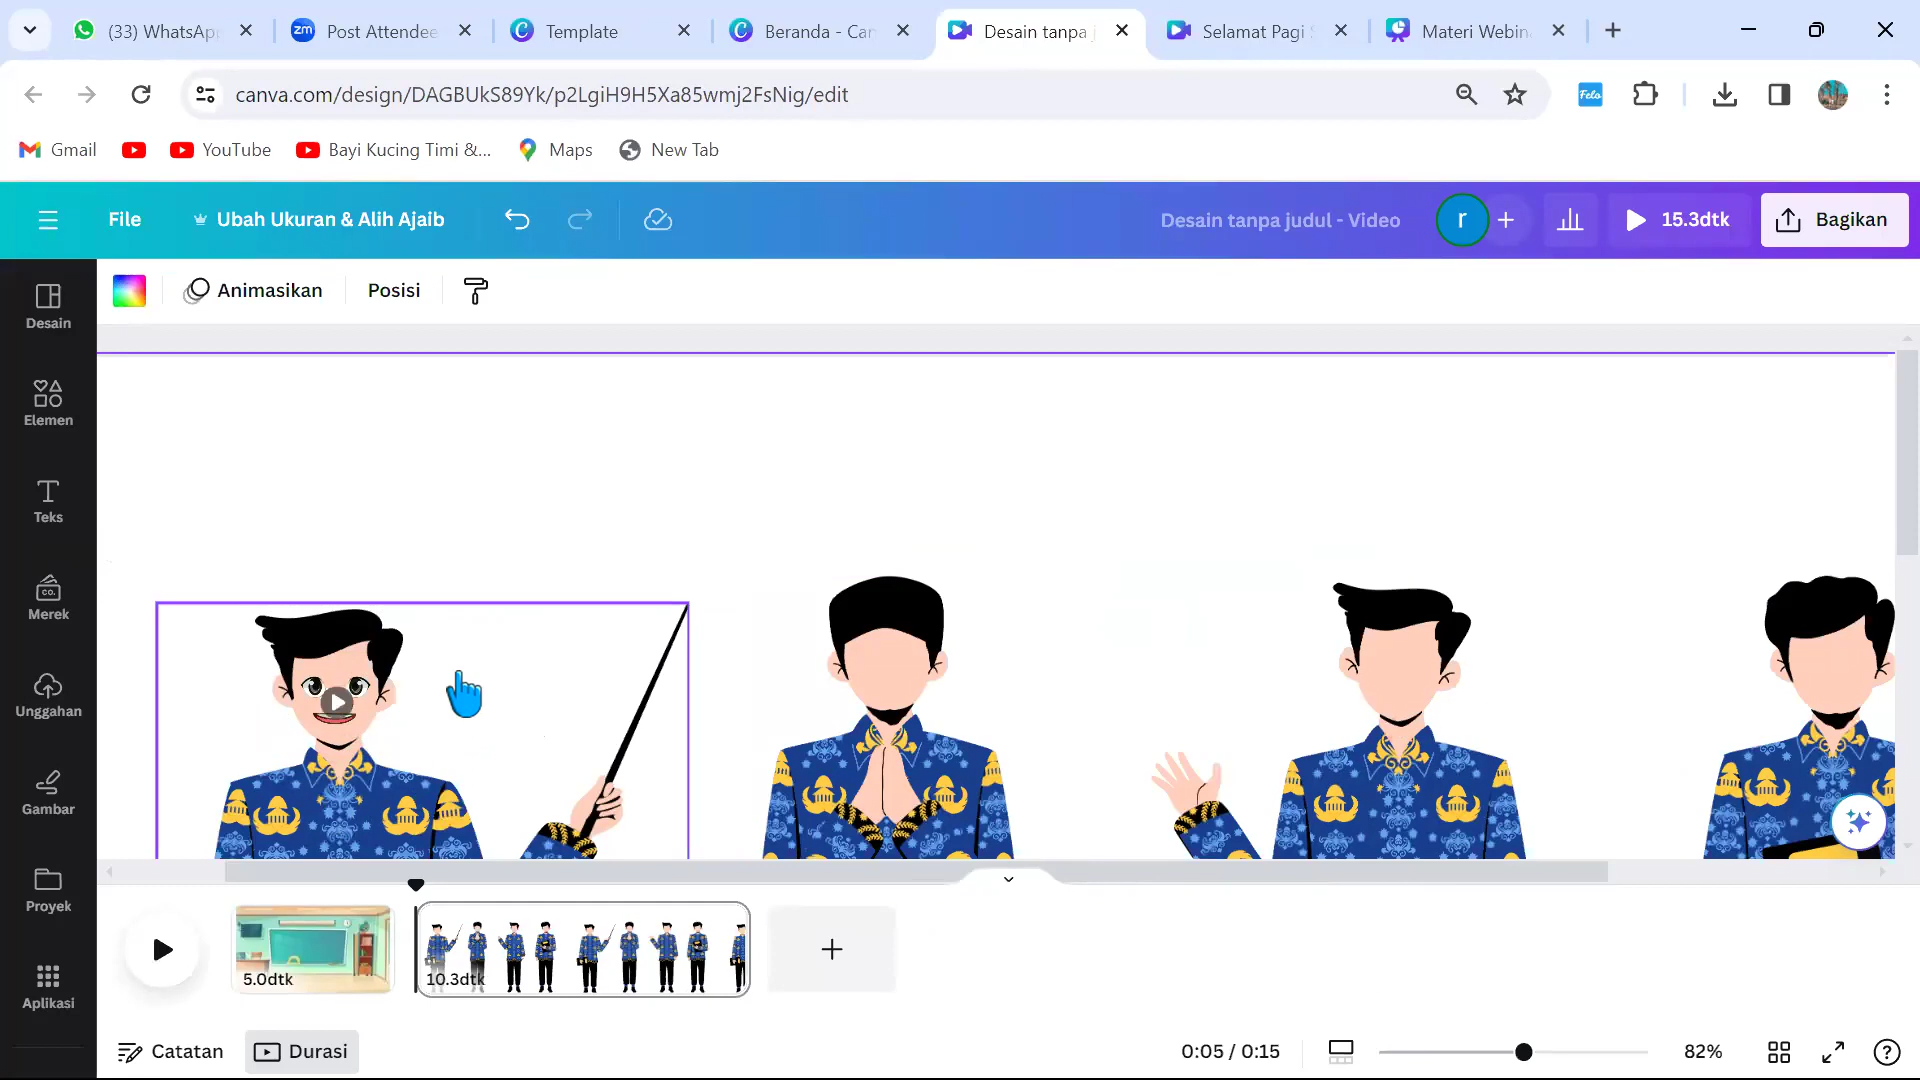 (33) WhatsApp
Post Attendee
Template
Beranda - Can
Desain tanpa j
Selamat Pagi S
Materi Webina
canva.com/design/DAGBUkS89Yk/p2LgiH9H5Xa85wmj2FsNig/edit
Felo
Gmail
YouTube
Bayi Kucing Timi &...
Maps
New Tab
File
Ubah Ukuran & Alih Ajaib
Desain tanpa judul - Video
r
15.3dtk
Bagikan
Animasikan
Posisi
Desain
Elemen
Teks
Merek
Unggahan
Gambar
Proyek
Aplikasi
5.0dtk
10.3dtk
Catatan
Durasi
0:05 / 0:15
82%